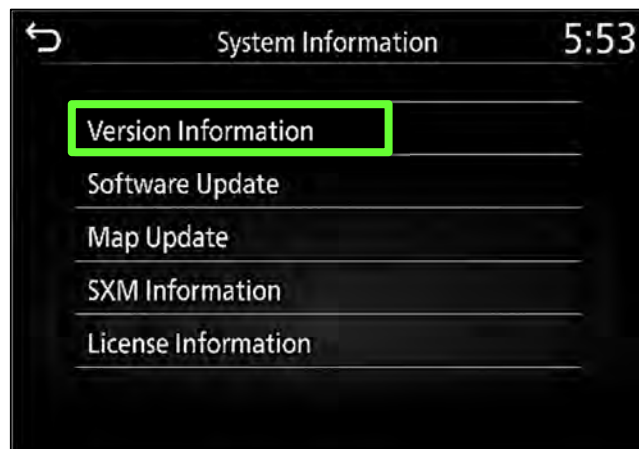 System Information 5:53
Version Information
Software Update
Map Update
SXM Information
License Information